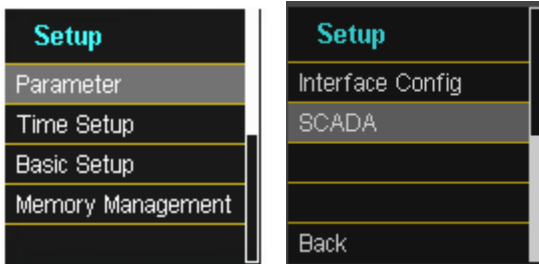 Setup
Parameter
Time Setup
Basic Setup
Memory Management
Setup
Interface Config
SCADA
Back